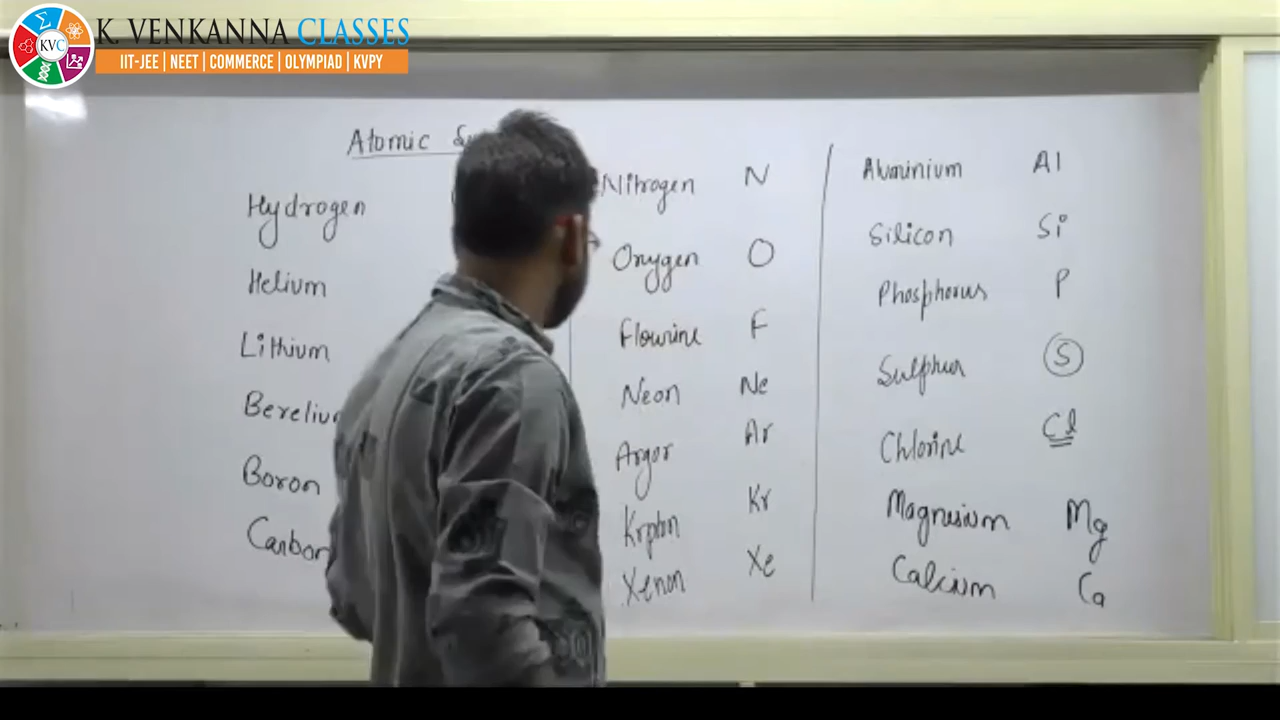 K. VENKANNA CLASSES
IIT-JEE | NEET | COMMERCE | OLYMPIAD | KVPY
KVC
Atomic
Hydrogen
Helium
Lithium
Boron
Carbon
Nitrogen N
Oxygen O
Flourine F
Neon Ne
Argon Ar
Krptn Kr
Xenon Xe
Aluminium Al
Silicon Si
Phosphorus P
Sulphur S
Chlorine Cl
Magnesium Mg
Calcium Ca